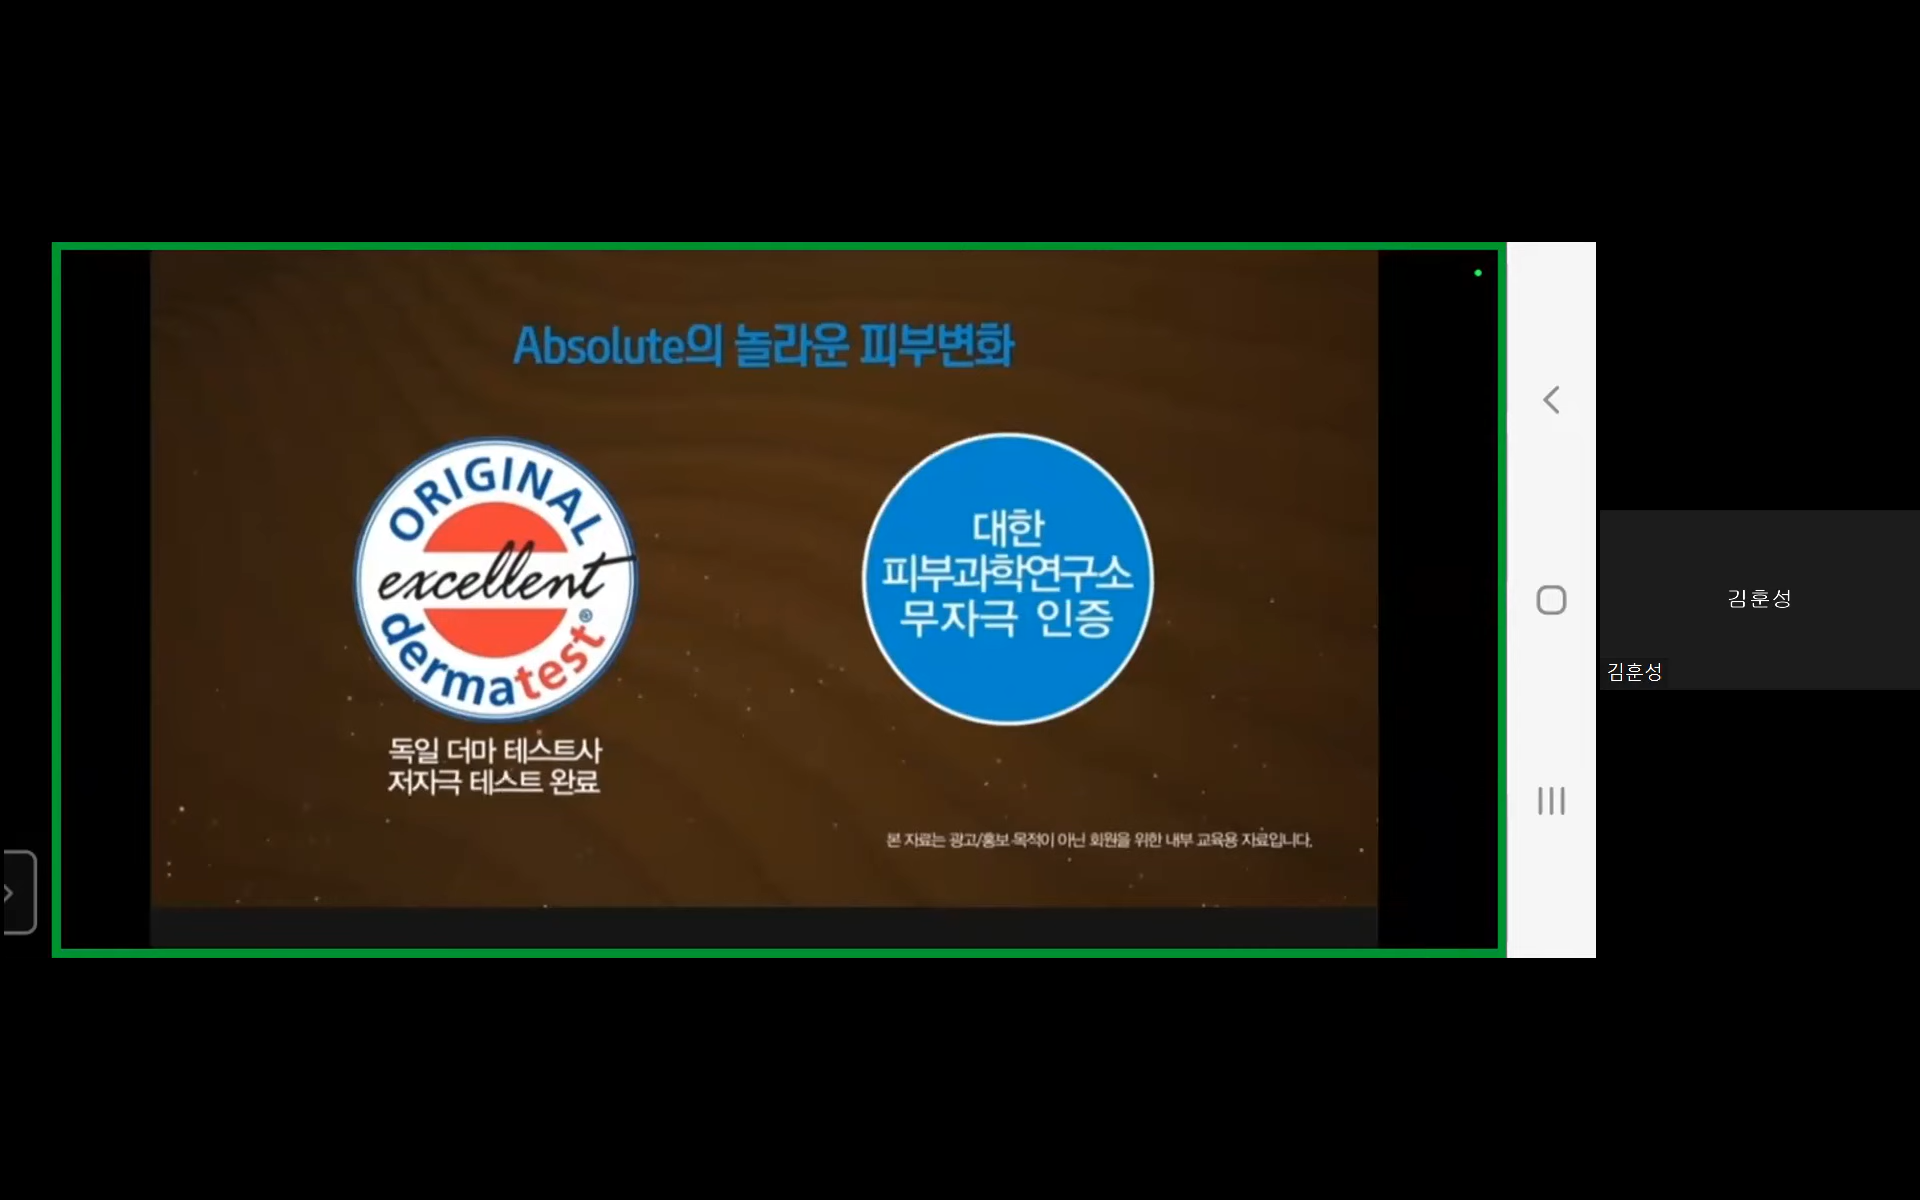 Absolute의 놀라운 피부변화
ORIGINAL
excellent
dermatest®
독일 더마 테스트사
저자극 테스트 완료
대한
피부과학연구소
무자극 인증
본 자료는 광고/홍보 목적이 아닌 회원을 위한 내부 교육용 자료입니다.
김훈성
김훈성